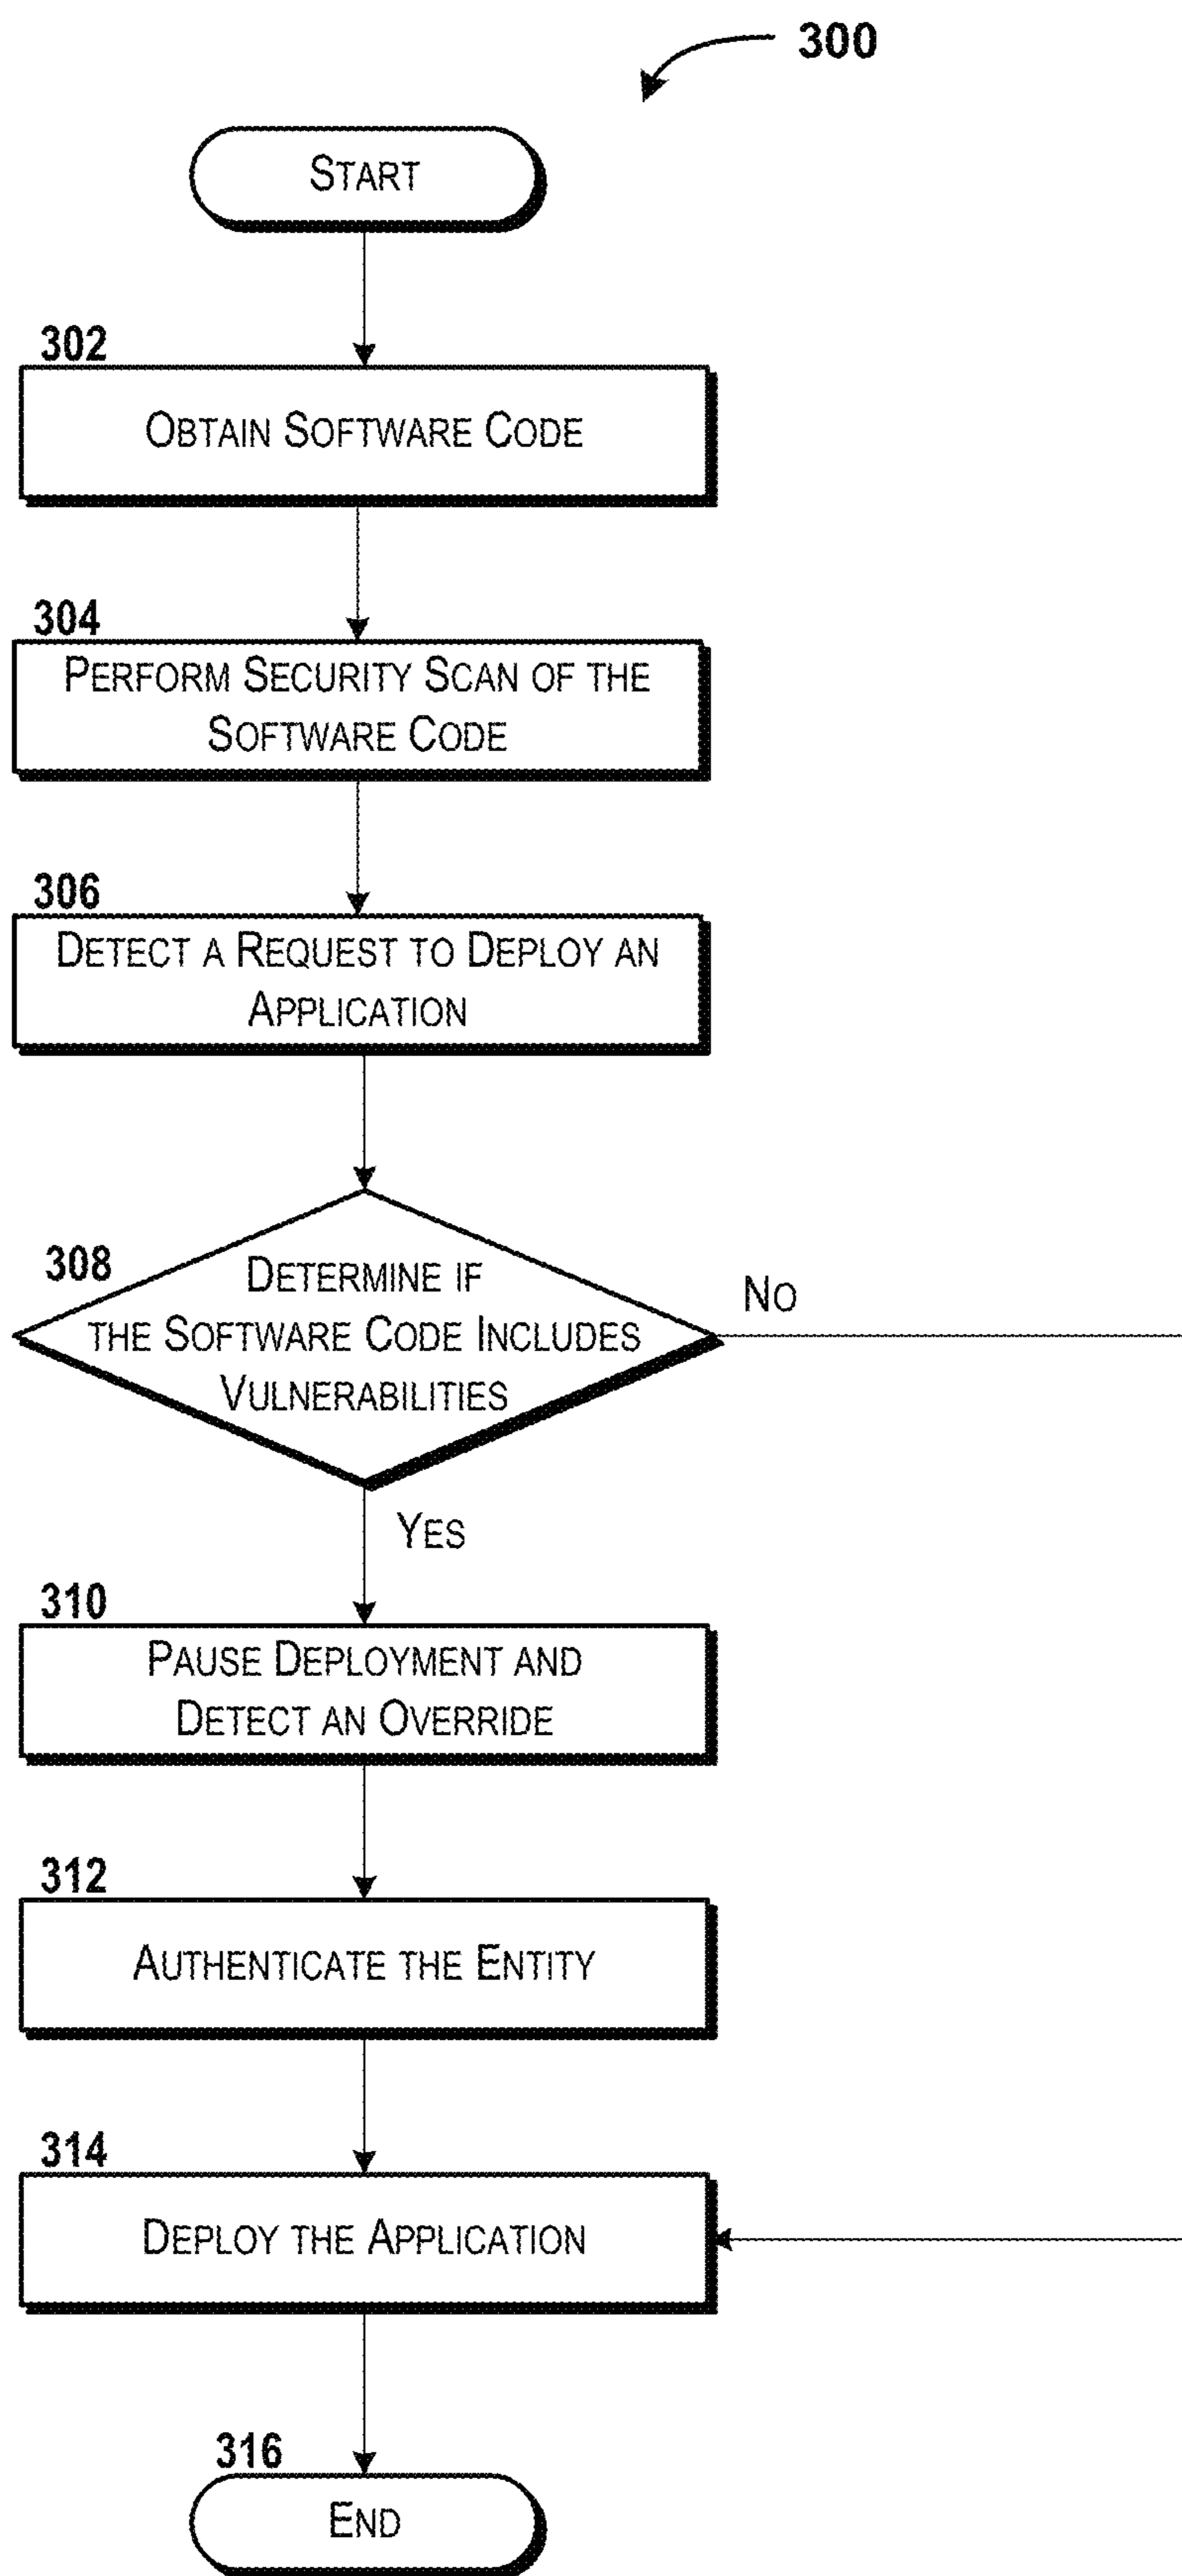 300
START
302
OBTAIN SOFTWARE CODE
304
PERFORM SECURITY SCAN OF THE
SOFTWARE CODE
306
DETECT A REQUEST TO DEPLOY AN
APPLICATION
308
DETERMINE IF
THE SOFTWARE CODE INCLUDES
VULNERABILITIES
NO
YES
310
PAUSE DEPLOYMENT AND
DETECT AN OVERRIDE
312
AUTHENTICATE THE ENTITY
314
DEPLOY THE APPLICATION
316
END